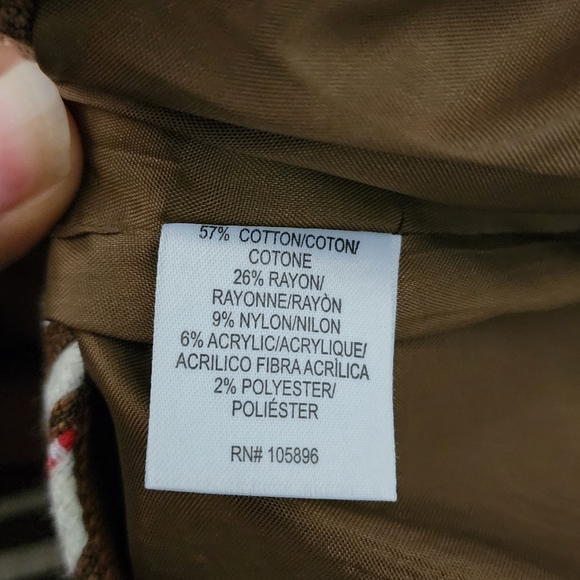 57% COTTON/COTON/
COTONE
26% RAYON/
RAYONNE/RAYÒN
9% NYLON/NILON
6% ACRYLIC/ACRYLIQUE/
ACRILICO FIBRA ACRÌLICA
2% POLYESTER/
POLIÉSTER
RN# 105896